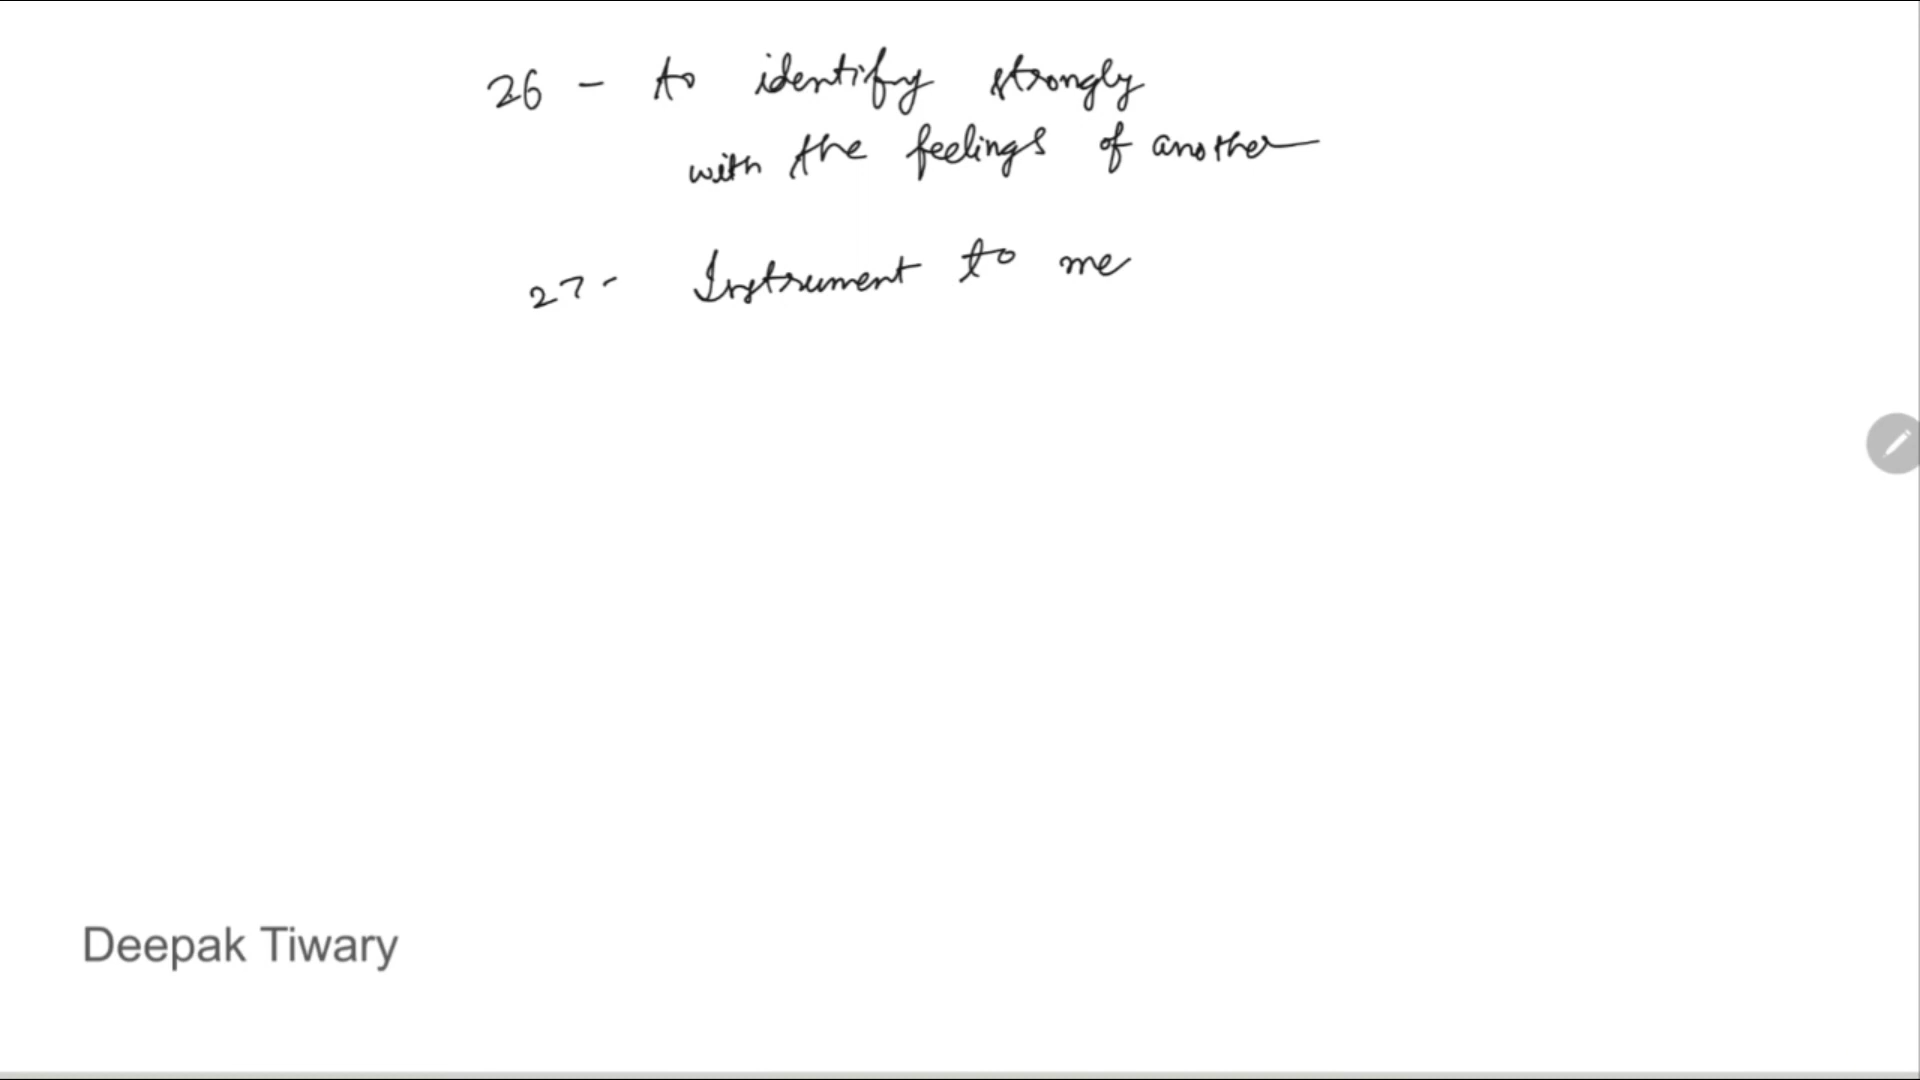 26 - to identify strongly
with the feelings of another
27- Instrument to me
Deepak Tiwary